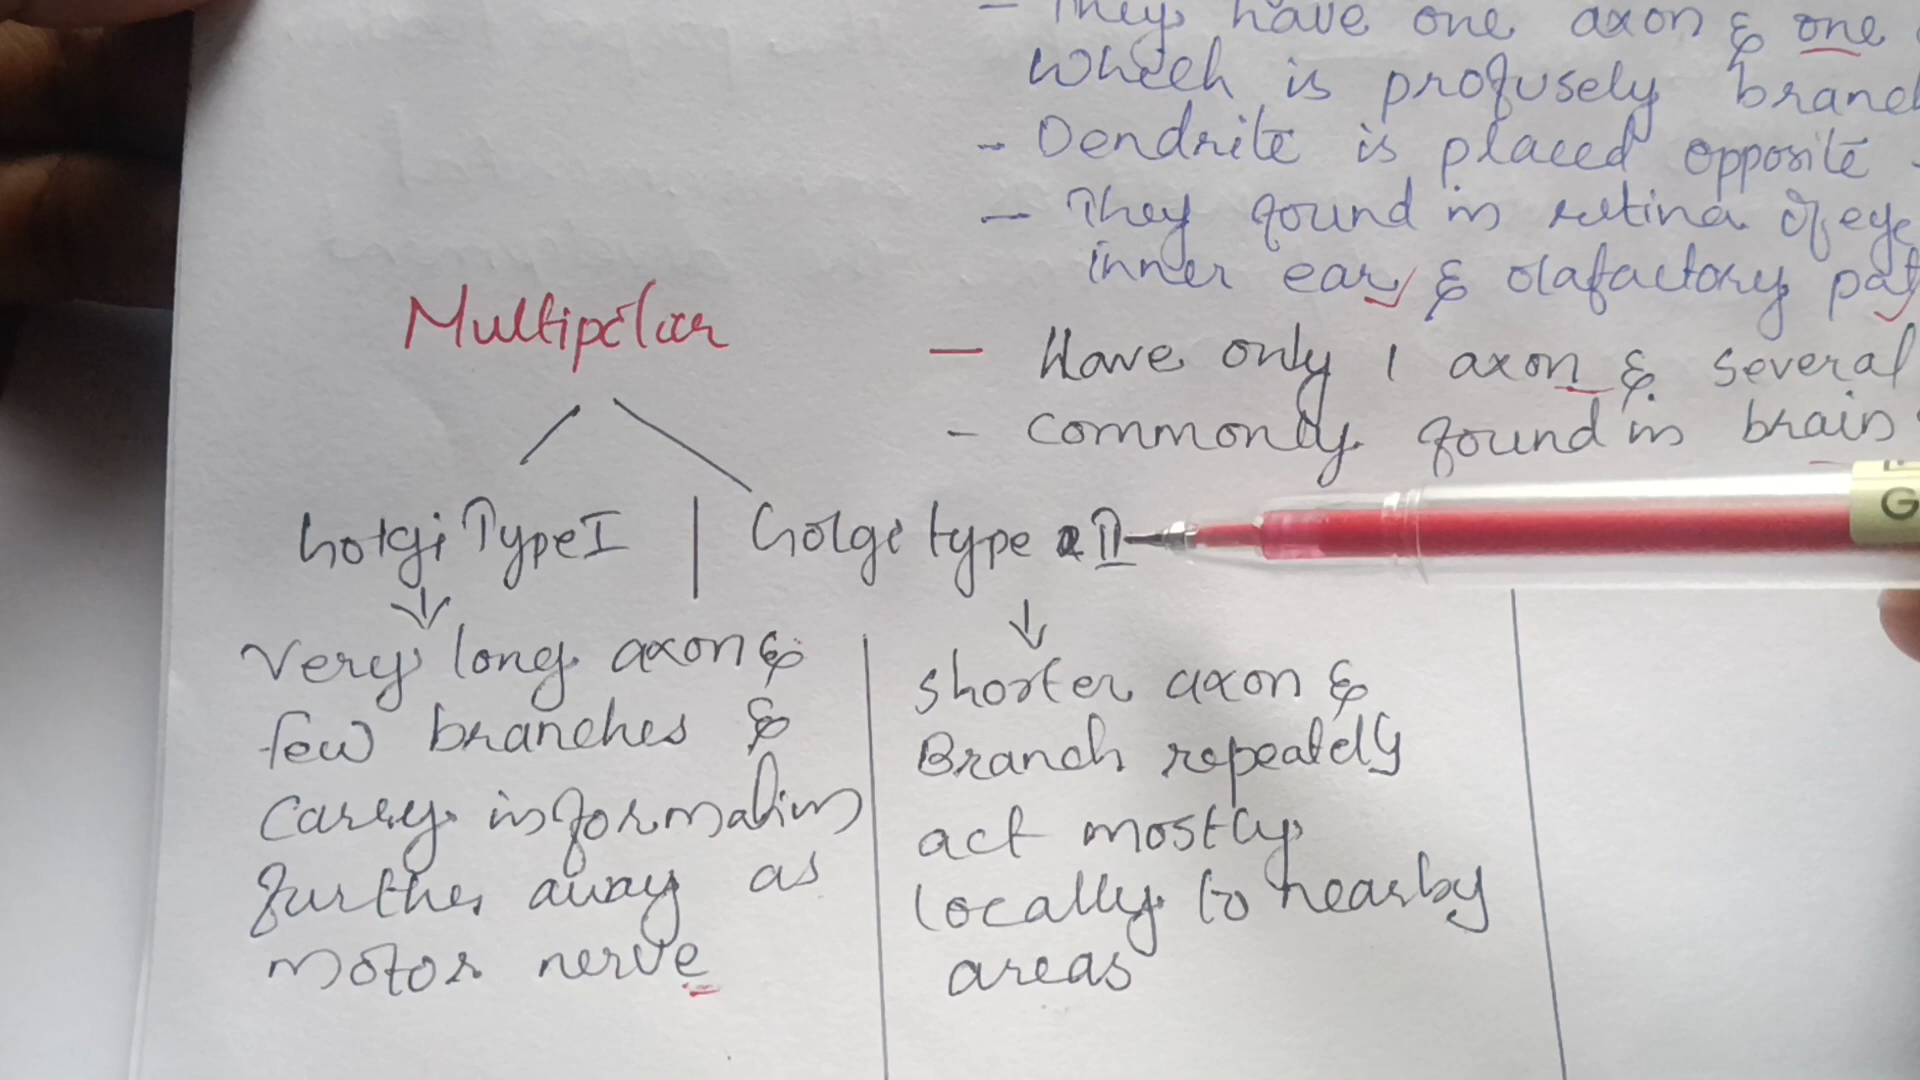 - They have one axon & one
which is profusely branch
- Dendrite is placed opposite
- They found in retina of eye
inner ear & olafactory pat
Multipolar
- Have only 1 axon & several
- commonly found in brain
Golgi Type I | Golgi type II
G
↓
very long axon &
few branches &
carry information
further away as
motor nerve
↓
shorter axon &
Branch repeatedly
act mostly
locally to nearby
areas